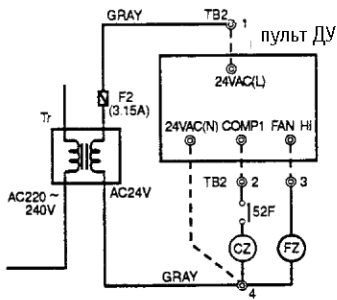 GRAY
TB2
1
пульт ДУ
24VAC(L)
F2
(3.15A)
Tr
24VAC(N) COMP1 FAN Hi
AC220 ~
240V
AC24V
TB2 2 3
52F
CZ FZ
GRAY
4